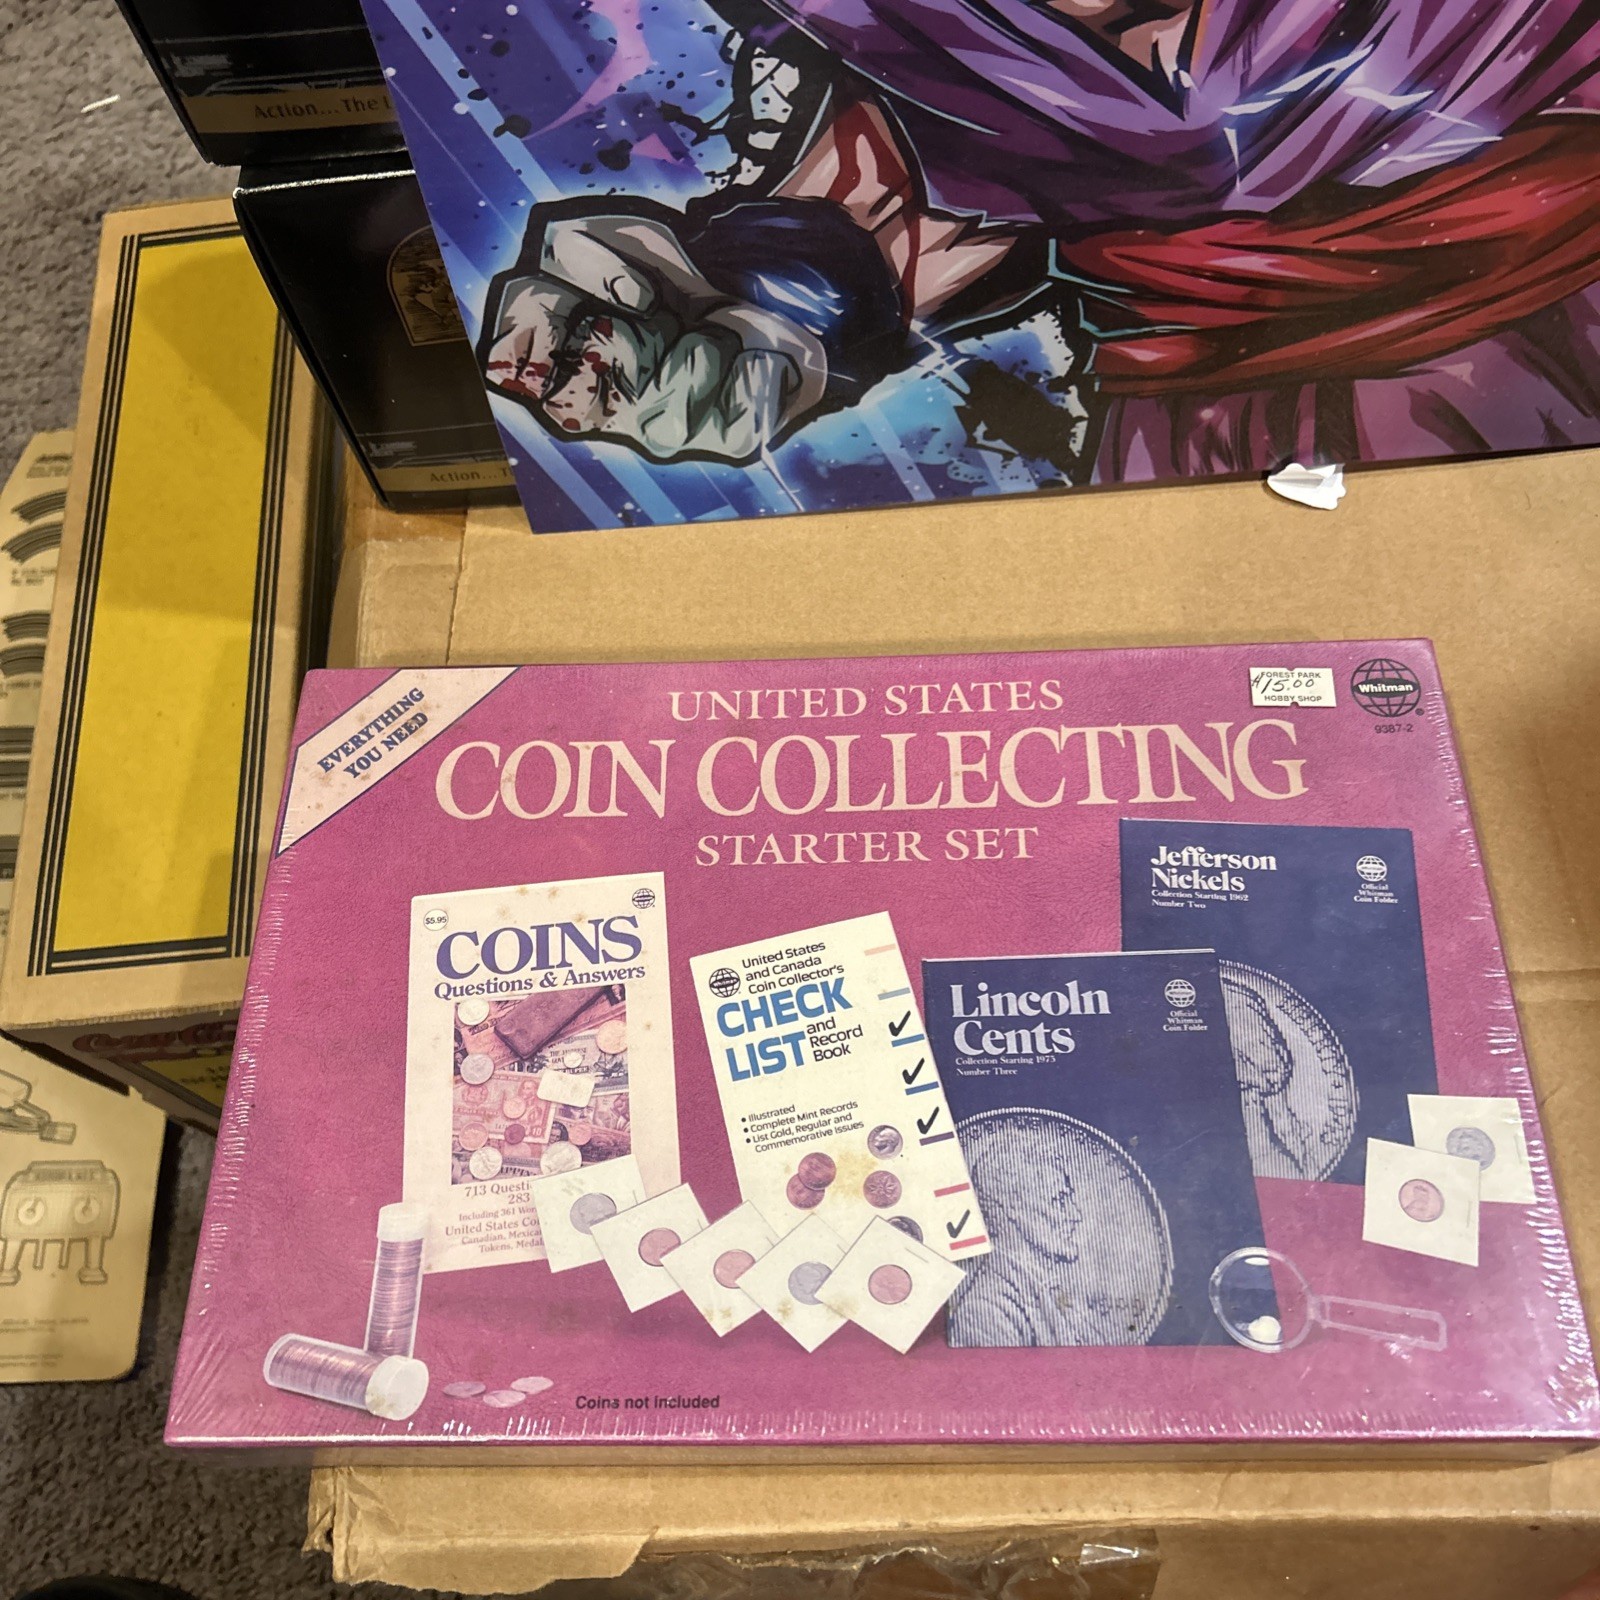 Action...The L
Action...T
EVERYTHING
YOU NEED
UNITED STATES
COIN COLLECTING
STARTER SET
FOREST PARK
$15.00
HOBBY SHOP
Whitman
9387-2
$5.95
COINS
Questions & Answers
713 Questi
283
Including 361
United States Co
Canadian, Mexica
Tokens, Medal
United States
and Canada
Coin Collector's
CHECK
LIST and
Record
Book
• Illustrated
• Complete Mint Records
• List Gold, Regular and
Commemorative Issues
Lincoln
Cents
Collection Starting 1975
Number Three
Official
Whitman
Coin Folder
Jefferson
Nickels
Collection Starting 1962
Number Two
Official
Whitman
Coin Folder
Coins not included